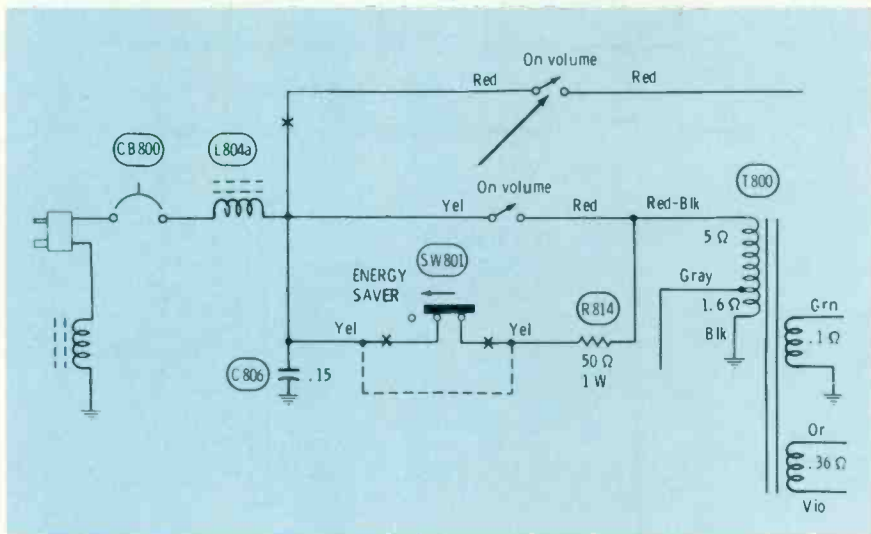 On volume
Red
Red
CB800
L804a
On volume
T800
Yel
Red
Red-Blk
5 Ω
SW801
ENERGY
SAVER
Gray
R814
1.6 Ω
Grn
Yel
Yel
Blk
.1 Ω
C806
.15
50 Ω
1 W
Or
.36 Ω
Vio